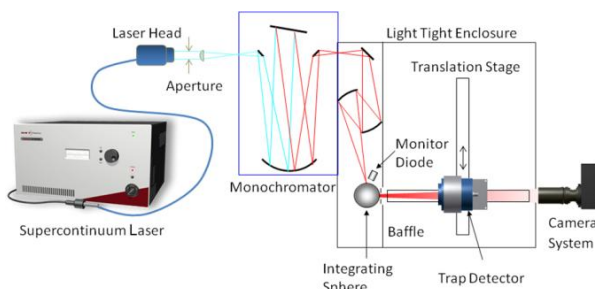 Laser Head
Aperture
Monochromator
Light Tight Enclosure
Translation Stage
Monitor
Diode
Supercontinuum Laser
Baffle
Integrating
Sphere
Trap Detector
Camera
System